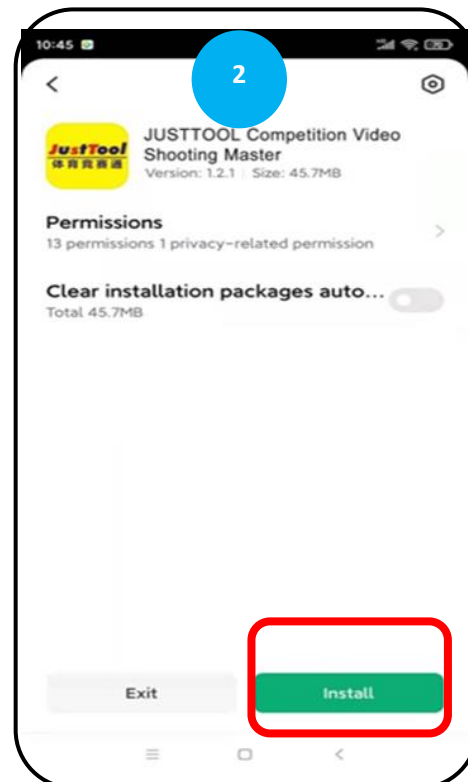 10:45
2
JustTool
体育竞赛通
JUSTTOOL Competition Video
Shooting Master
Version: 1.2.1 | Size: 45.7MB
Permissions
13 permissions 1 privacy-related permission
Clear installation packages auto...
Total 45.7MB
Exit
Install